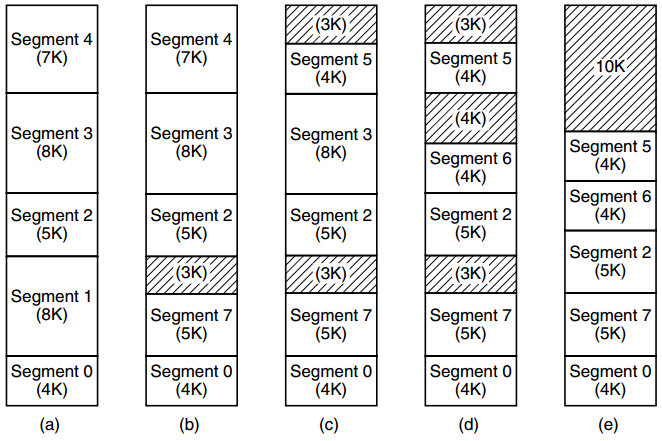 Segment 4
(7K)
Segment 3
(8K)
Segment 2
(5K)
Segment 1
(8K)
Segment 0
(4K)
(a)
Segment 4
(7K)
Segment 3
(8K)
Segment 2
(5K)
(3K)
Segment 7
(5K)
Segment 0
(4K)
(b)
(3K)
Segment 5
(4K)
Segment 3
(8K)
Segment 2
(5K)
(3K)
Segment 7
(5K)
Segment 0
(4K)
(c)
(3K)
Segment 5
(4K)
(4K)
Segment 6
(4K)
Segment 2
(5K)
(3K)
Segment 7
(5K)
Segment 0
(4K)
(d)
10K
Segment 5
(4K)
Segment 6
(4K)
Segment 2
(5K)
Segment 7
(5K)
Segment 0
(4K)
(e)